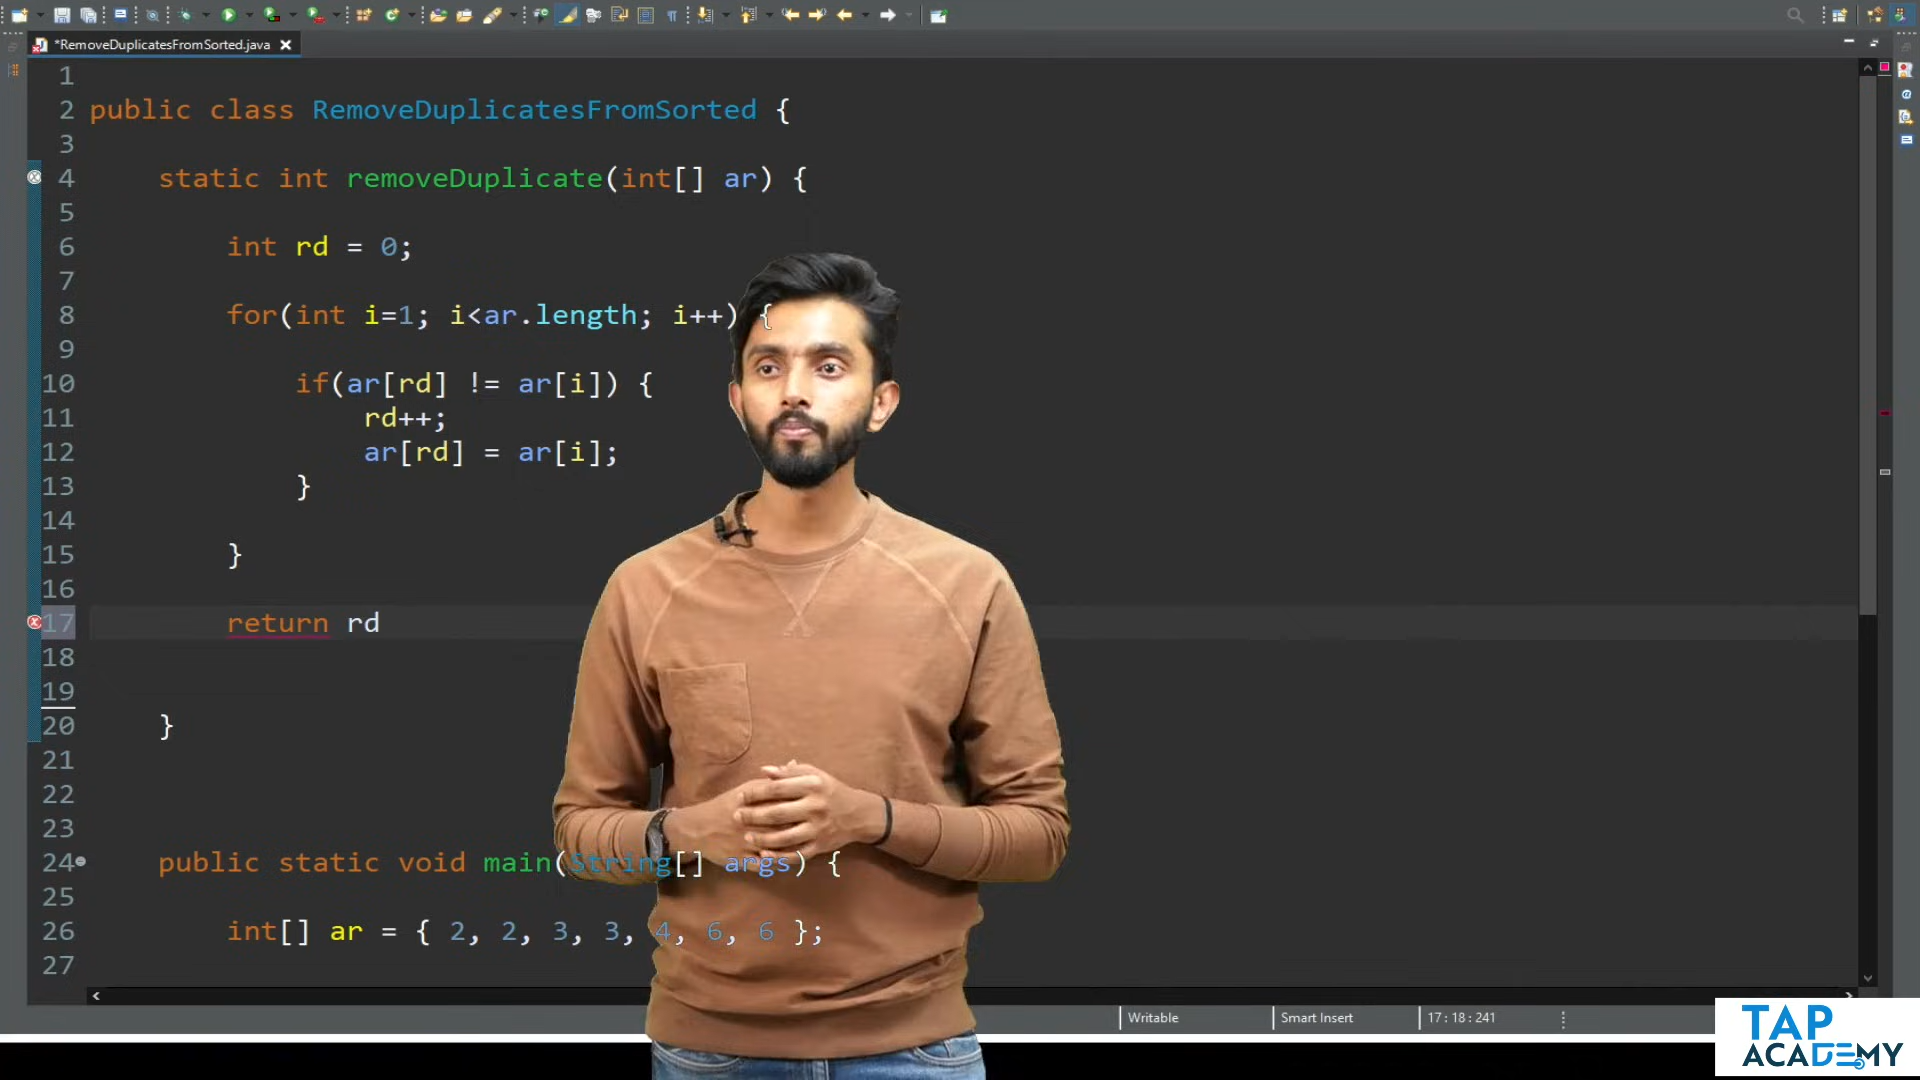 *RemoveDuplicatesFromSorted.java
1
2 public class RemoveDuplicatesFromSorted {
3
4 static int removeDuplicate(int[] ar) {
5
6 int rd = 0;
7
8 for(int i=1; i<ar.length; i++) {
9
10 if(ar[rd] != ar[i]) {
11 rd++;
12 ar[rd] = ar[i];
13 }
14
15 }
16
17 return rd
18
19
20 }
21
22
23
24 public static void main(String[] args) {
25
26 int[] ar = { 2, 2, 3, 3, 4, 6, 6 };
27
Writable Smart Insert 17 : 18 : 241
TAP
ACADEMY